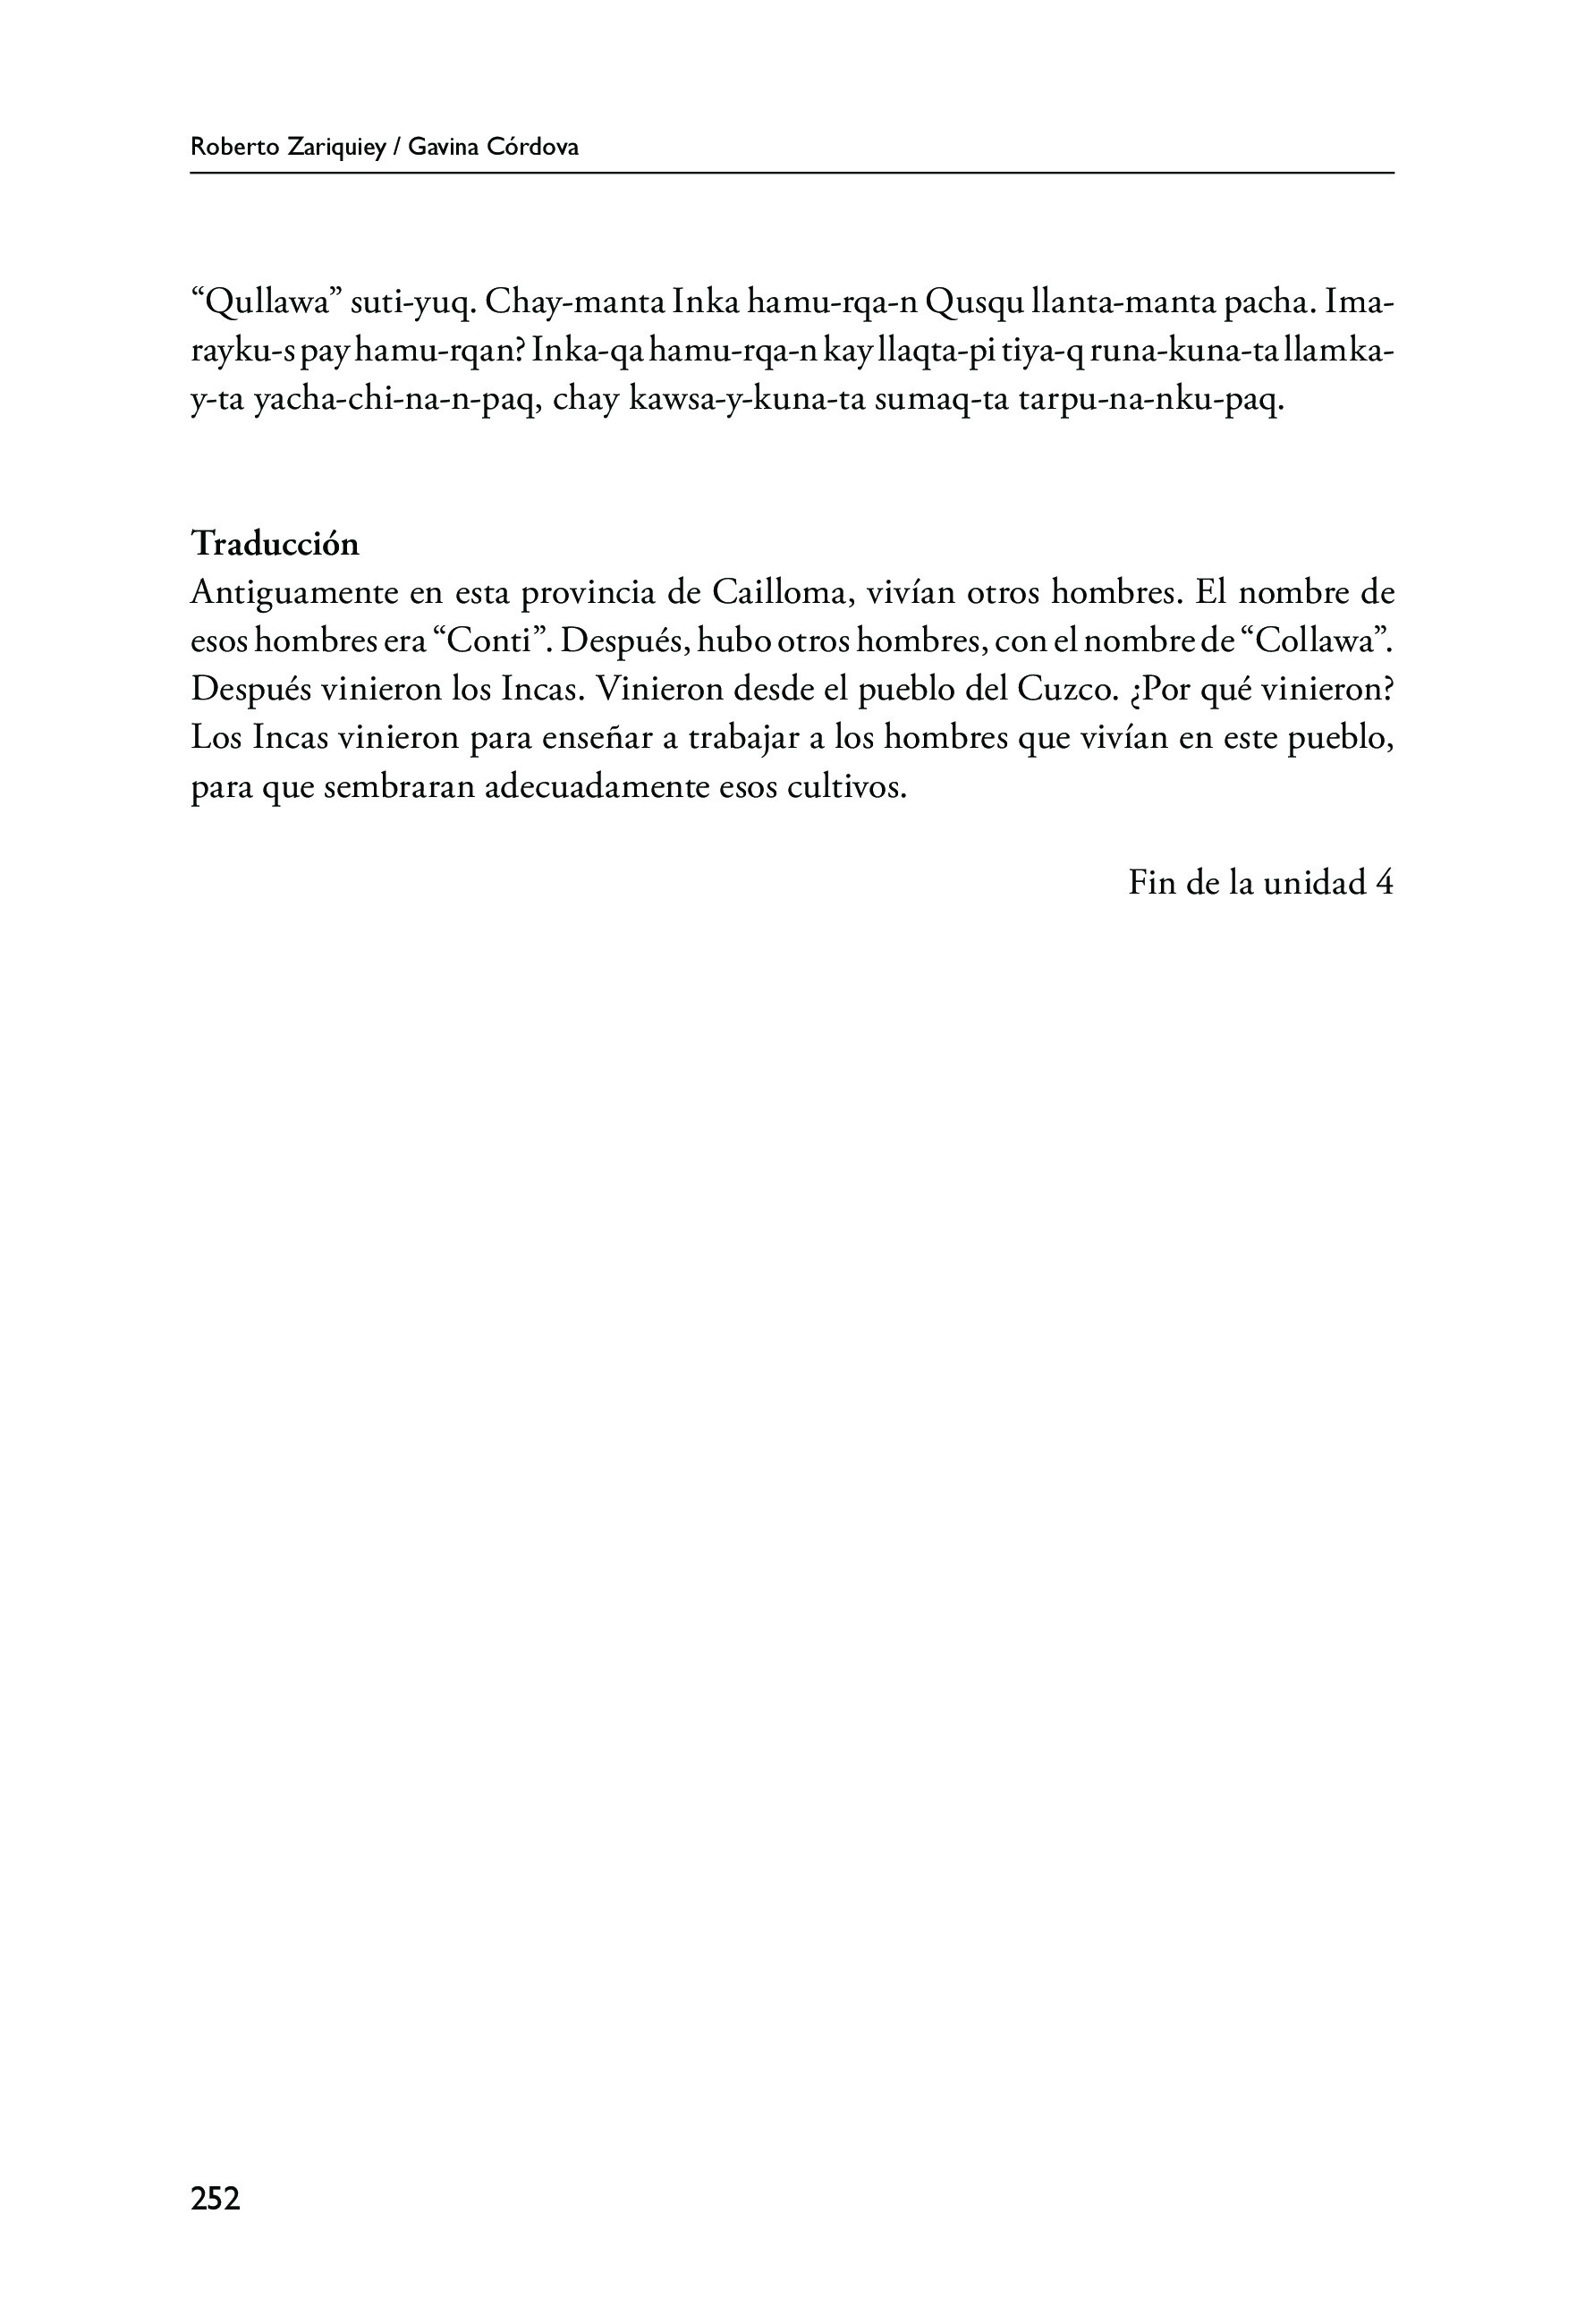 Roberto Zariquiey / Gavina Córdova
“Qullawa” suti-yuq. Chay-manta Inka hamu-rqa-n Qusqu llanta-manta pacha. Ima-
rayku-s pay hamu-rqan? Inka-qa hamu-rqa-n kay llaqta-pi tiya-q runa-kuna-ta llamka-
y-ta yacha-chi-na-n-paq, chay kawsa-y-kuna-ta sumaq-ta tarpu-na-nku-paq.
Traducción
Antiguamente en esta provincia de Cailloma, vivían otros hombres. El nombre de
esos hombres era “Conti”. Después, hubo otros hombres, con el nombre de “Collawa”.
Después vinieron los Incas. Vinieron desde el pueblo del Cuzco. ¿Por qué vinieron?
Los Incas vinieron para enseñar a trabajar a los hombres que vivían en este pueblo,
para que sembraran adecuadamente esos cultivos.
Fin de la unidad 4
252